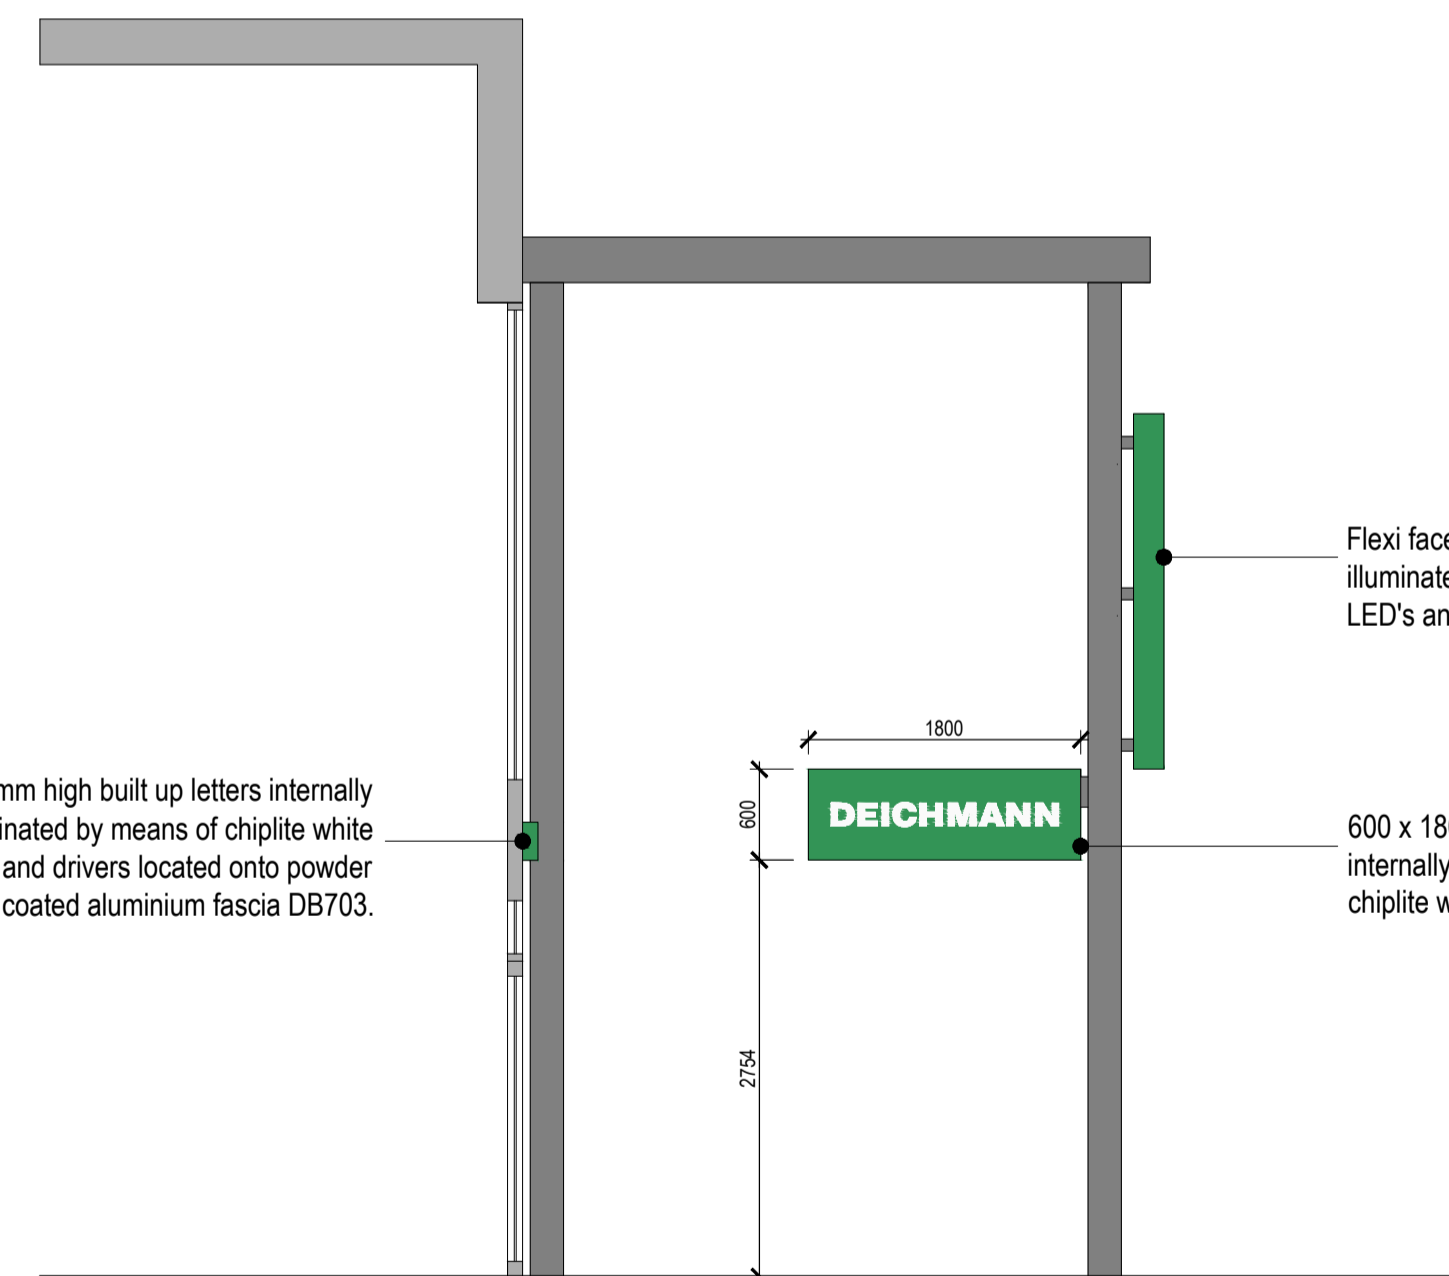 Flexi face
illuminate
LED's an
1800
600
DEICHMANN
mm high built up letters internally
inated by means of chiplite white
and drivers located onto powder
coated aluminium fascia DB703.
600 x 180
internally
chiplite w
2754